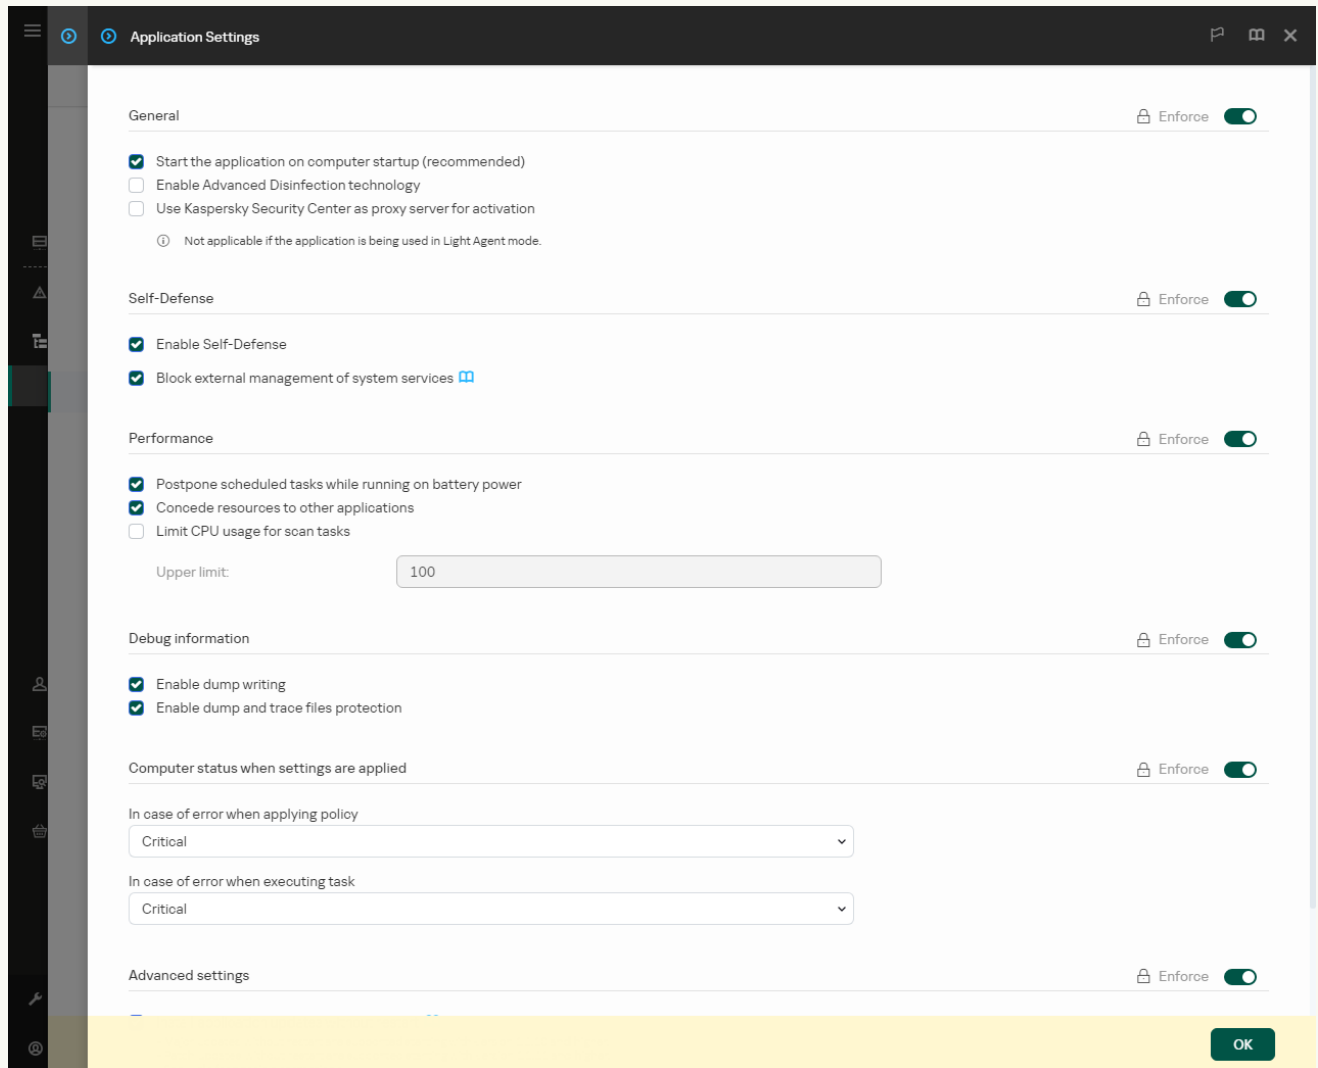 Application Settings
General
Enforce
Start the application on computer startup (recommended)
Enable Advanced Disinfection technology
Use Kaspersky Security Center as proxy server for activation
Not applicable if the application is being used in Light Agent mode.
Self-Defense
Enforce
Enable Self-Defense
Block external management of system services
Performance
Enforce
Postpone scheduled tasks while running on battery power
Concede resources to other applications
Limit CPU usage for scan tasks
Upper limit:
100
Debug information
Enforce
Enable dump writing
Enable dump and trace files protection
Computer status when settings are applied
Enforce
In case of error when applying policy
Critical
In case of error when executing task
Critical
Advanced settings
Enforce
OK